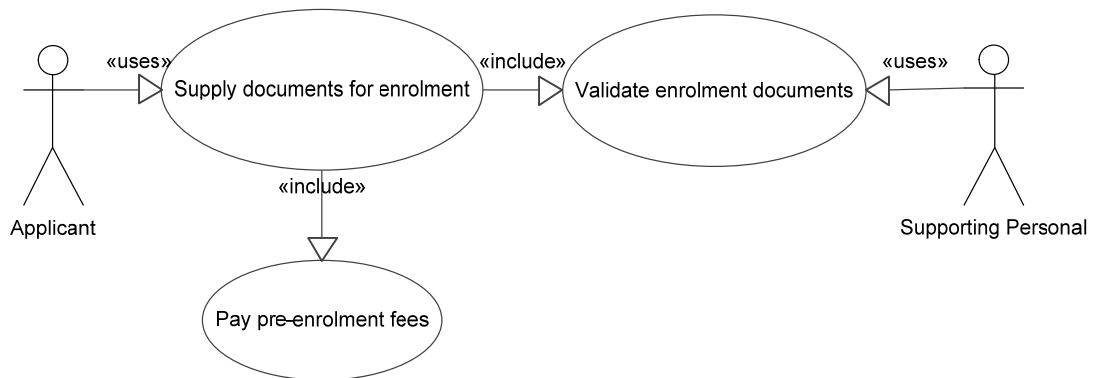 «uses»
Supply documents for enrolment
«include»
Validate enrolment documents
«uses»
«include»
Applicant
Supporting Personal
Pay pre-enrolment fees